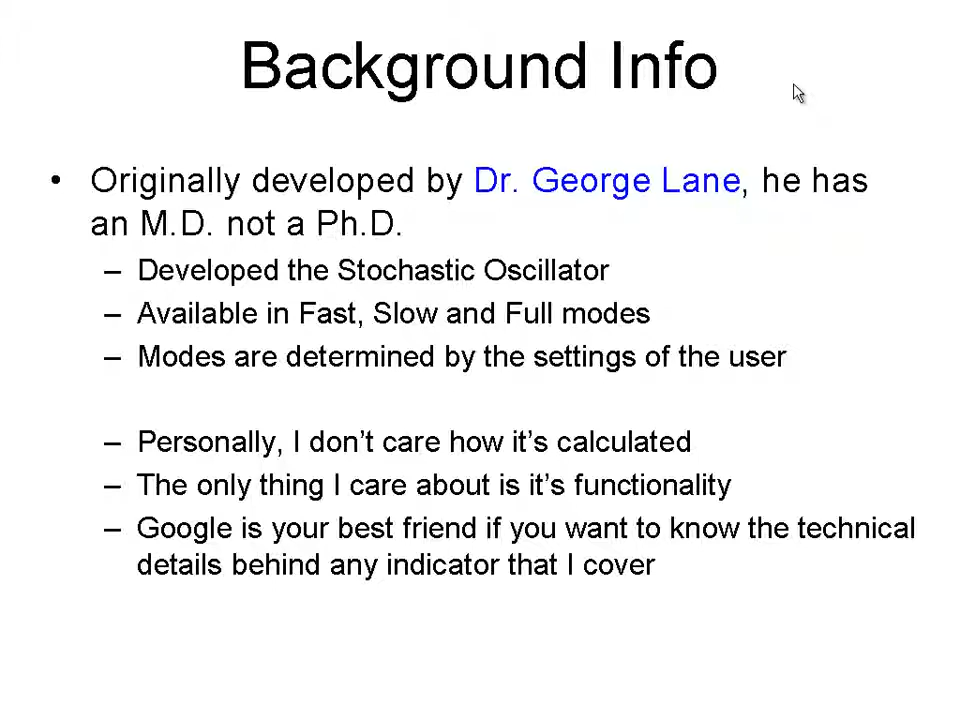 Background Info
• Originally developed by Dr. George Lane, he has
an M.D. not a Ph.D.
– Developed the Stochastic Oscillator
– Available in Fast, Slow and Full modes
– Modes are determined by the settings of the user
– Personally, I don’t care how it’s calculated
– The only thing I care about is it’s functionality
– Google is your best friend if you want to know the technical
details behind any indicator that I cover